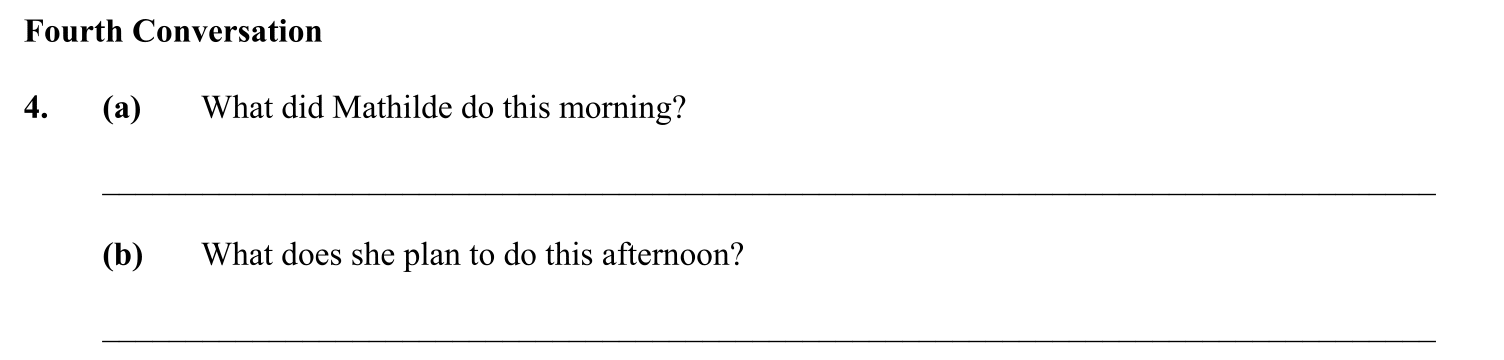 Fourth Conversation
4. (a) What did Mathilde do this morning?
(b) What does she plan to do this afternoon?